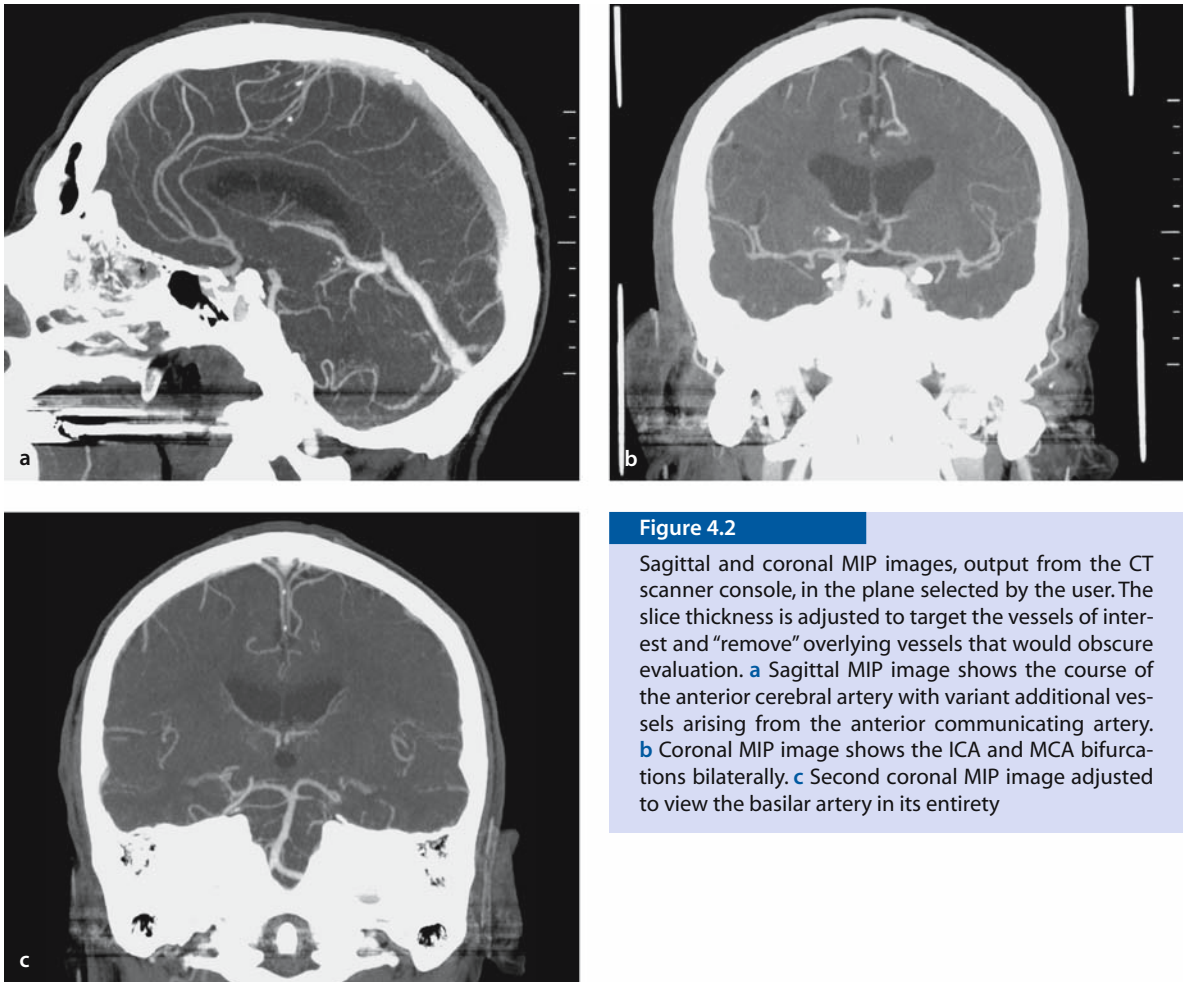 a
b
c
Figure 4.2
Sagittal and coronal MIP images, output from the CT
scanner console, in the plane selected by the user. The
slice thickness is adjusted to target the vessels of inter-
est and “remove” overlying vessels that would obscure
evaluation. a Sagittal MIP image shows the course of
the anterior cerebral artery with variant additional ves-
sels arising from the anterior communicating artery.
b Coronal MIP image shows the ICA and MCA bifurca-
tions bilaterally. c Second coronal MIP image adjusted
to view the basilar artery in its entirety